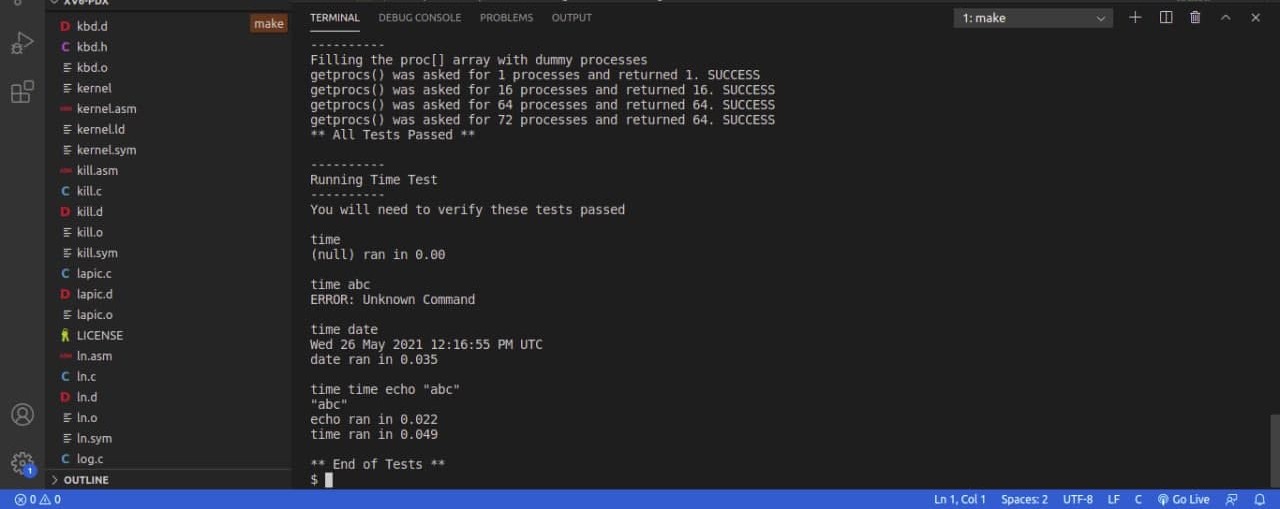 XV6-PDX
kbd.d
kbd.h
kbd.o
kernel
kernel.asm
kernel.ld
kernel.sym
kill.asm
kill.c
kill.d
kill.o
kill.sym
lapic.c
lapic.d
lapic.o
LICENSE
ln.asm
ln.c
ln.d
ln.o
ln.sym
log.c
OUTLINE
make
TERMINAL DEBUG CONSOLE PROBLEMS OUTPUT 1: make
----------
Filling the proc[] array with dummy processes
getprocs() was asked for 1 processes and returned 1. SUCCESS
getprocs() was asked for 16 processes and returned 16. SUCCESS
getprocs() was asked for 64 processes and returned 64. SUCCESS
getprocs() was asked for 72 processes and returned 64. SUCCESS
** All Tests Passed **
----------
Running Time Test
----------
You will need to verify these tests passed
time
(null) ran in 0.00
time abc
ERROR: Unknown Command
time date
Wed 26 May 2021 12:16:55 PM UTC
date ran in 0.035
time time echo "abc"
"abc"
echo ran in 0.022
time ran in 0.049
** End of Tests **
$
1
0 0 Ln 1, Col 1 Spaces: 2 UTF-8 LF C Go Live